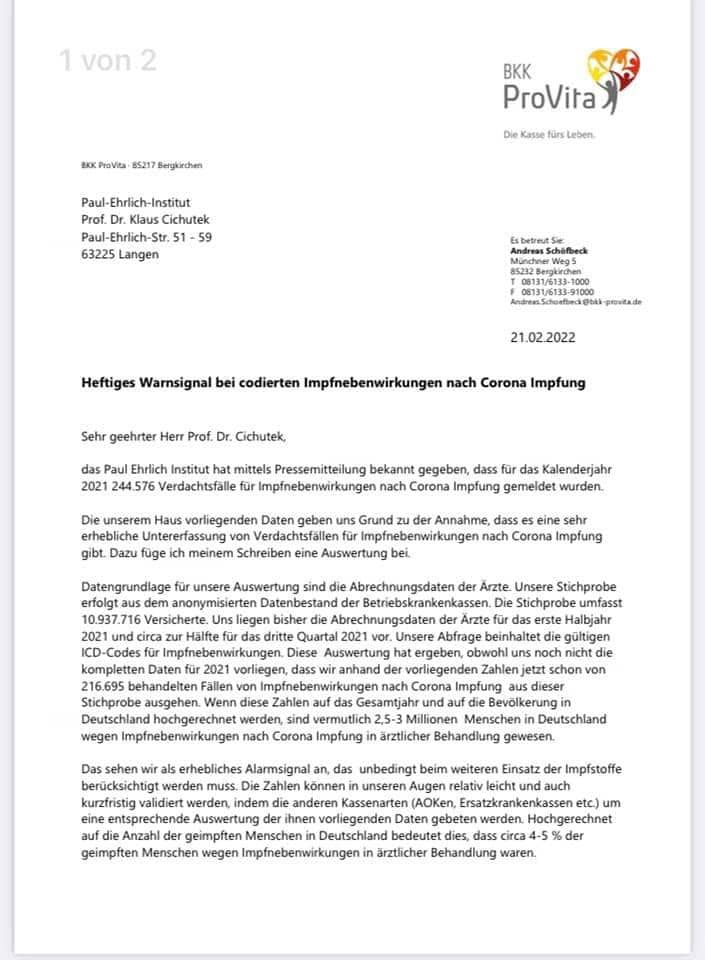 1 von 2
BKK
ProVita
Die Kasse fürs Leben.
BKK ProVita · 85217 Bergkirchen
Paul-Ehrlich-Institut
Prof. Dr. Klaus Cichutek
Paul-Ehrlich-Str. 51 - 59
63225 Langen
Es betreut Sie:
Andreas Schöfbeck
Münchner Weg 5
85232 Bergkirchen
T 08131/6133-1000
F 08131/6133-91000
Andreas.Schoefbeck@bkk-provita.de
21.02.2022
Heftiges Warnsignal bei codierten Impfnebenwirkungen nach Corona Impfung
Sehr geehrter Herr Prof. Dr. Cichutek,
das Paul Ehrlich Institut hat mittels Pressemitteilung bekannt gegeben, dass für das Kalenderjahr
2021 244.576 Verdachtsfälle für Impfnebenwirkungen nach Corona Impfung gemeldet wurden.
Die unserem Haus vorliegenden Daten geben uns Grund zu der Annahme, dass es eine sehr
erhebliche Untererfassung von Verdachtsfällen für Impfnebenwirkungen nach Corona Impfung
gibt. Dazu füge ich meinem Schreiben eine Auswertung bei.
Datengrundlage für unsere Auswertung sind die Abrechnungsdaten der Ärzte. Unsere Stichprobe
erfolgt aus dem anonymisierten Datenbestand der Betriebskrankenkassen. Die Stichprobe umfasst
10.937.716 Versicherte. Uns liegen bisher die Abrechnungsdaten der Ärzte für das erste Halbjahr
2021 und circa zur Hälfte für das dritte Quartal 2021 vor. Unsere Abfrage beinhaltet die gültigen
ICD-Codes für Impfnebenwirkungen. Diese Auswertung hat ergeben, obwohl uns noch nicht die
kompletten Daten für 2021 vorliegen, dass wir anhand der vorliegenden Zahlen jetzt schon von
216.695 behandelten Fällen von Impfnebenwirkungen nach Corona Impfung aus dieser
Stichprobe ausgehen. Wenn diese Zahlen auf das Gesamtjahr und auf die Bevölkerung in
Deutschland hochgerechnet werden, sind vermutlich 2,5-3 Millionen Menschen in Deutschland
wegen Impfnebenwirkungen nach Corona Impfung in ärztlicher Behandlung gewesen.
Das sehen wir als erhebliches Alarmsignal an, das unbedingt beim weiteren Einsatz der Impfstoffe
berücksichtigt werden muss. Die Zahlen können in unseren Augen relativ leicht und auch
kurzfristig validiert werden, indem die anderen Kassenarten (AOKen, Ersatzkrankenkassen etc.) um
eine entsprechende Auswertung der ihnen vorliegenden Daten gebeten werden. Hochgerechnet
auf die Anzahl der geimpften Menschen in Deutschland bedeutet dies, dass circa 4-5 % der
geimpften Menschen wegen Impfnebenwirkungen in ärztlicher Behandlung waren.